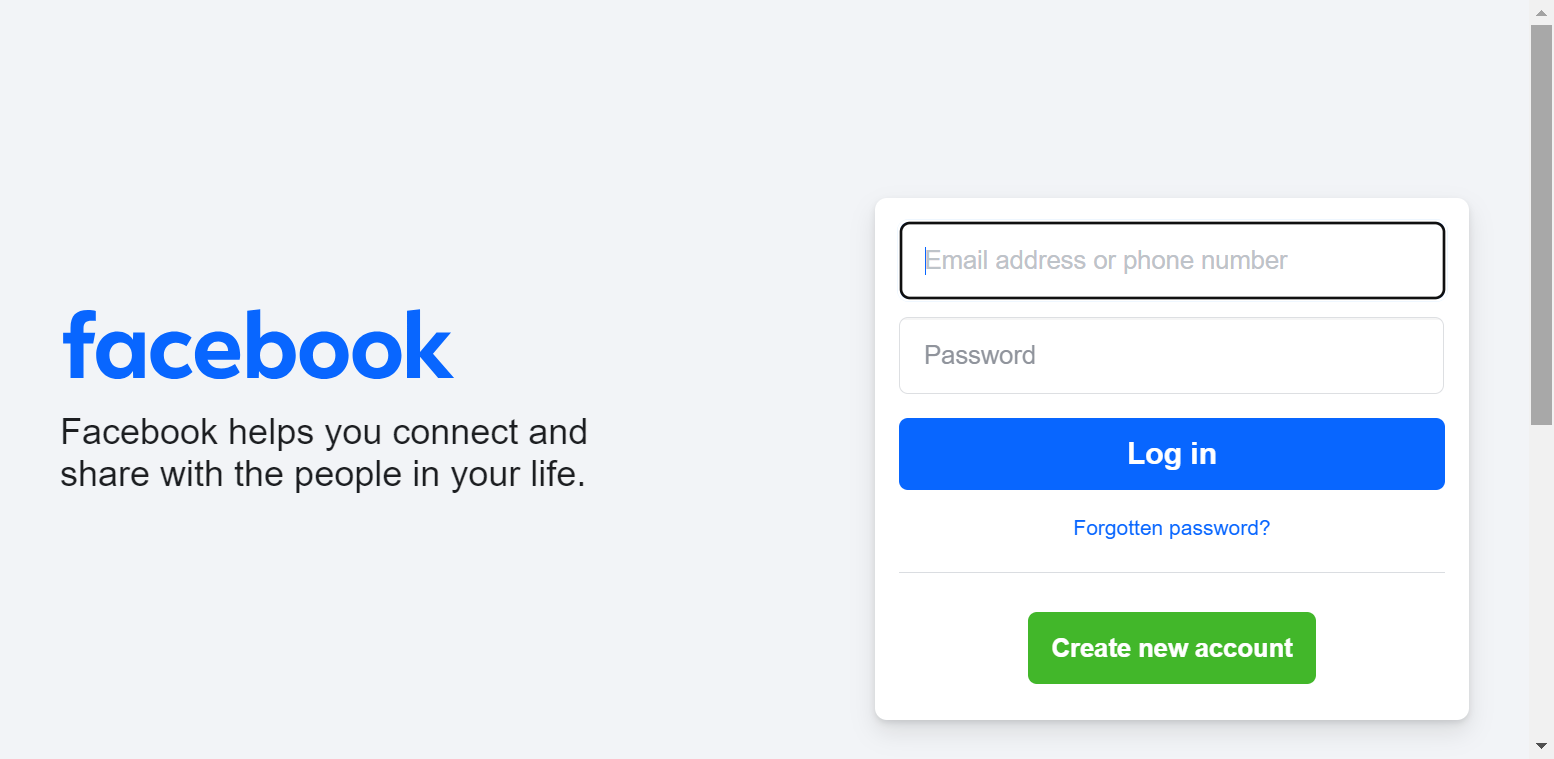 facebook
Facebook helps you connect and
share with the people in your life.
Email address or phone number
Password
Log in
Forgotten password?
Create new account